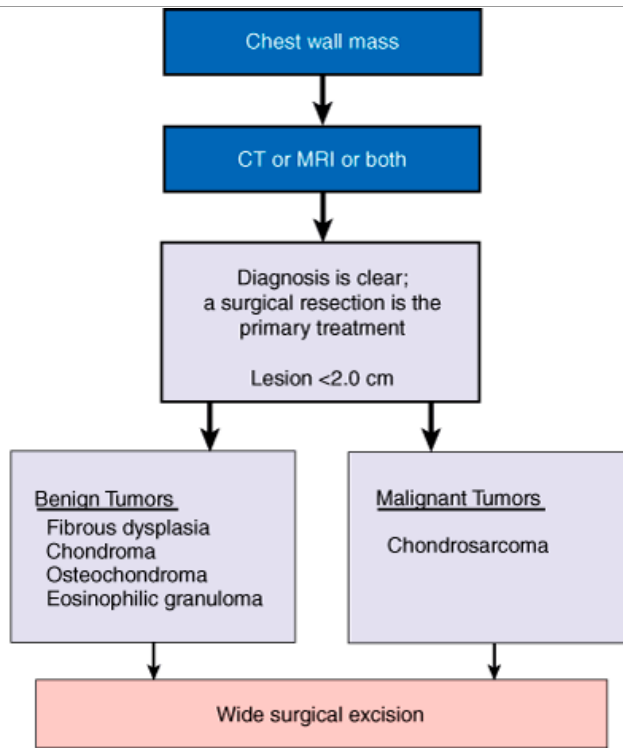 Chest wall mass
CT or MRI or both
Diagnosis is clear;
a surgical resection is the
primary treatment
Lesion <2.0 cm
Benign Tumors
Fibrous dysplasia
Chondroma
Osteochondroma
Eosinophilic granuloma
Malignant Tumors
Chondrosarcoma
Wide surgical excision